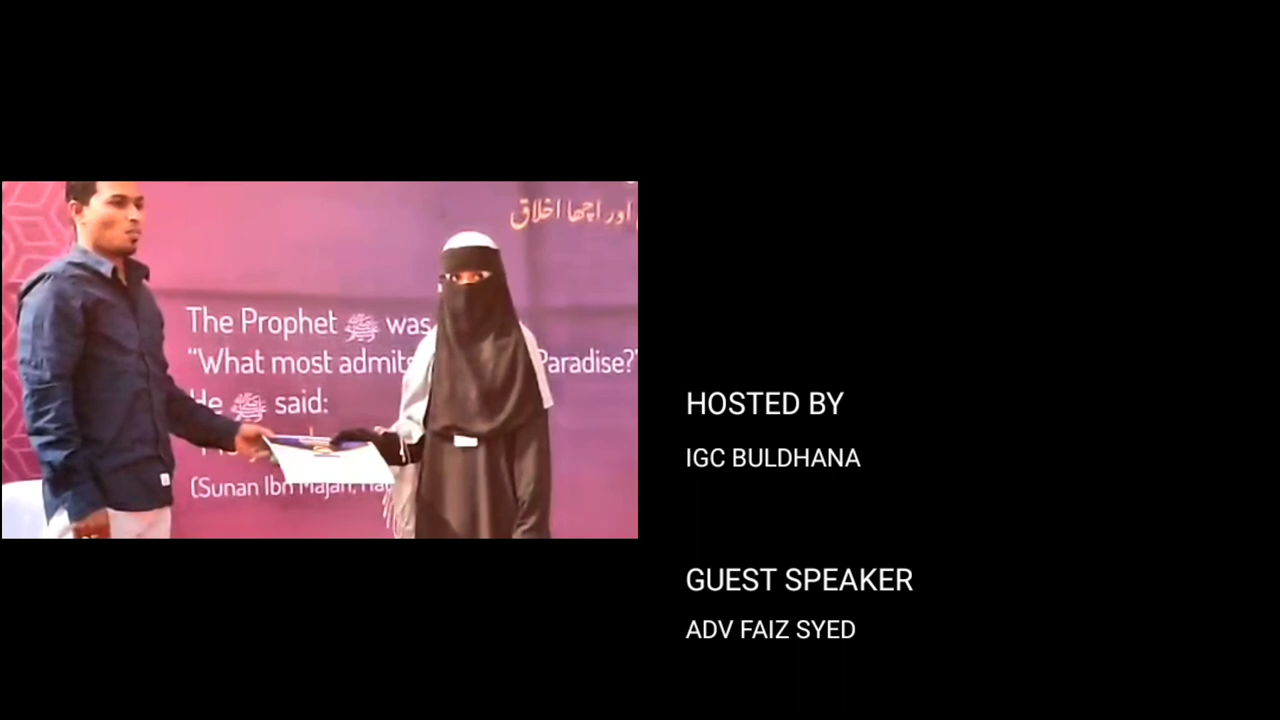 اور اچھا اخلاق
The Prophet ﷺ was
“What most admits Paradise?”
He ﷺ said:
(Sunan Ibn Majah,
HOSTED BY
IGC BULDHANA
GUEST SPEAKER
ADV FAIZ SYED